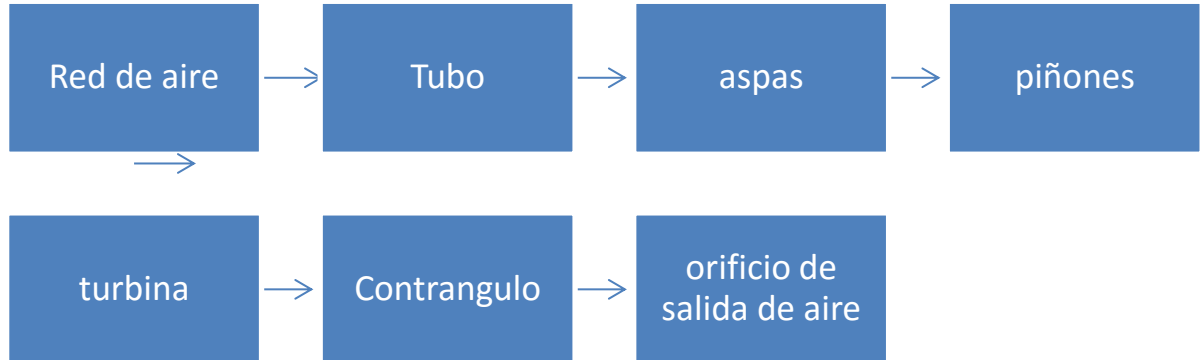 Red de aire
Tubo
aspas
piñones
turbina
Contrangulo
orificio de
salida de aire